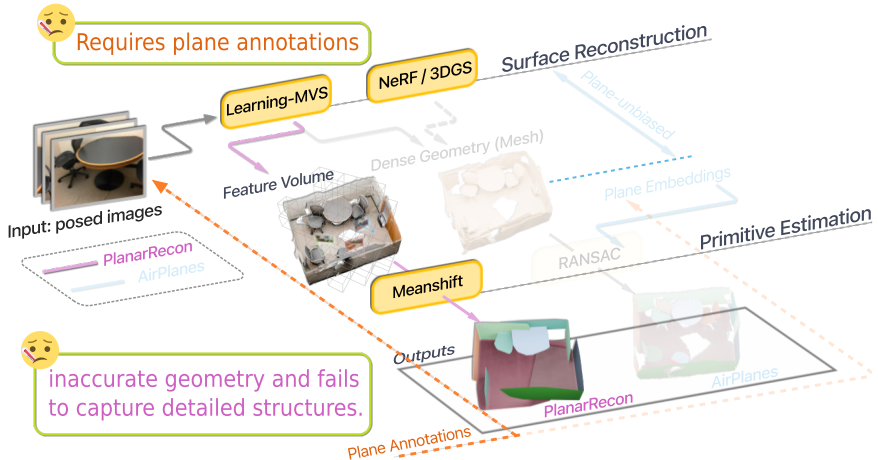 Requires plane annotations
Surface Reconstruction
NeRF / 3DGS
Learning-MVS
Plane-unbiased
Dense Geometry (Mesh)
Feature Volume
Plane Embeddings
Input: posed images
Primitive Estimation
PlanarRecon
AirPlanes
RANSAC
Meanshift
Outputs
inaccurate geometry and fails
to capture detailed structures.
AirPlanes
PlanarRecon
Plane Annotations